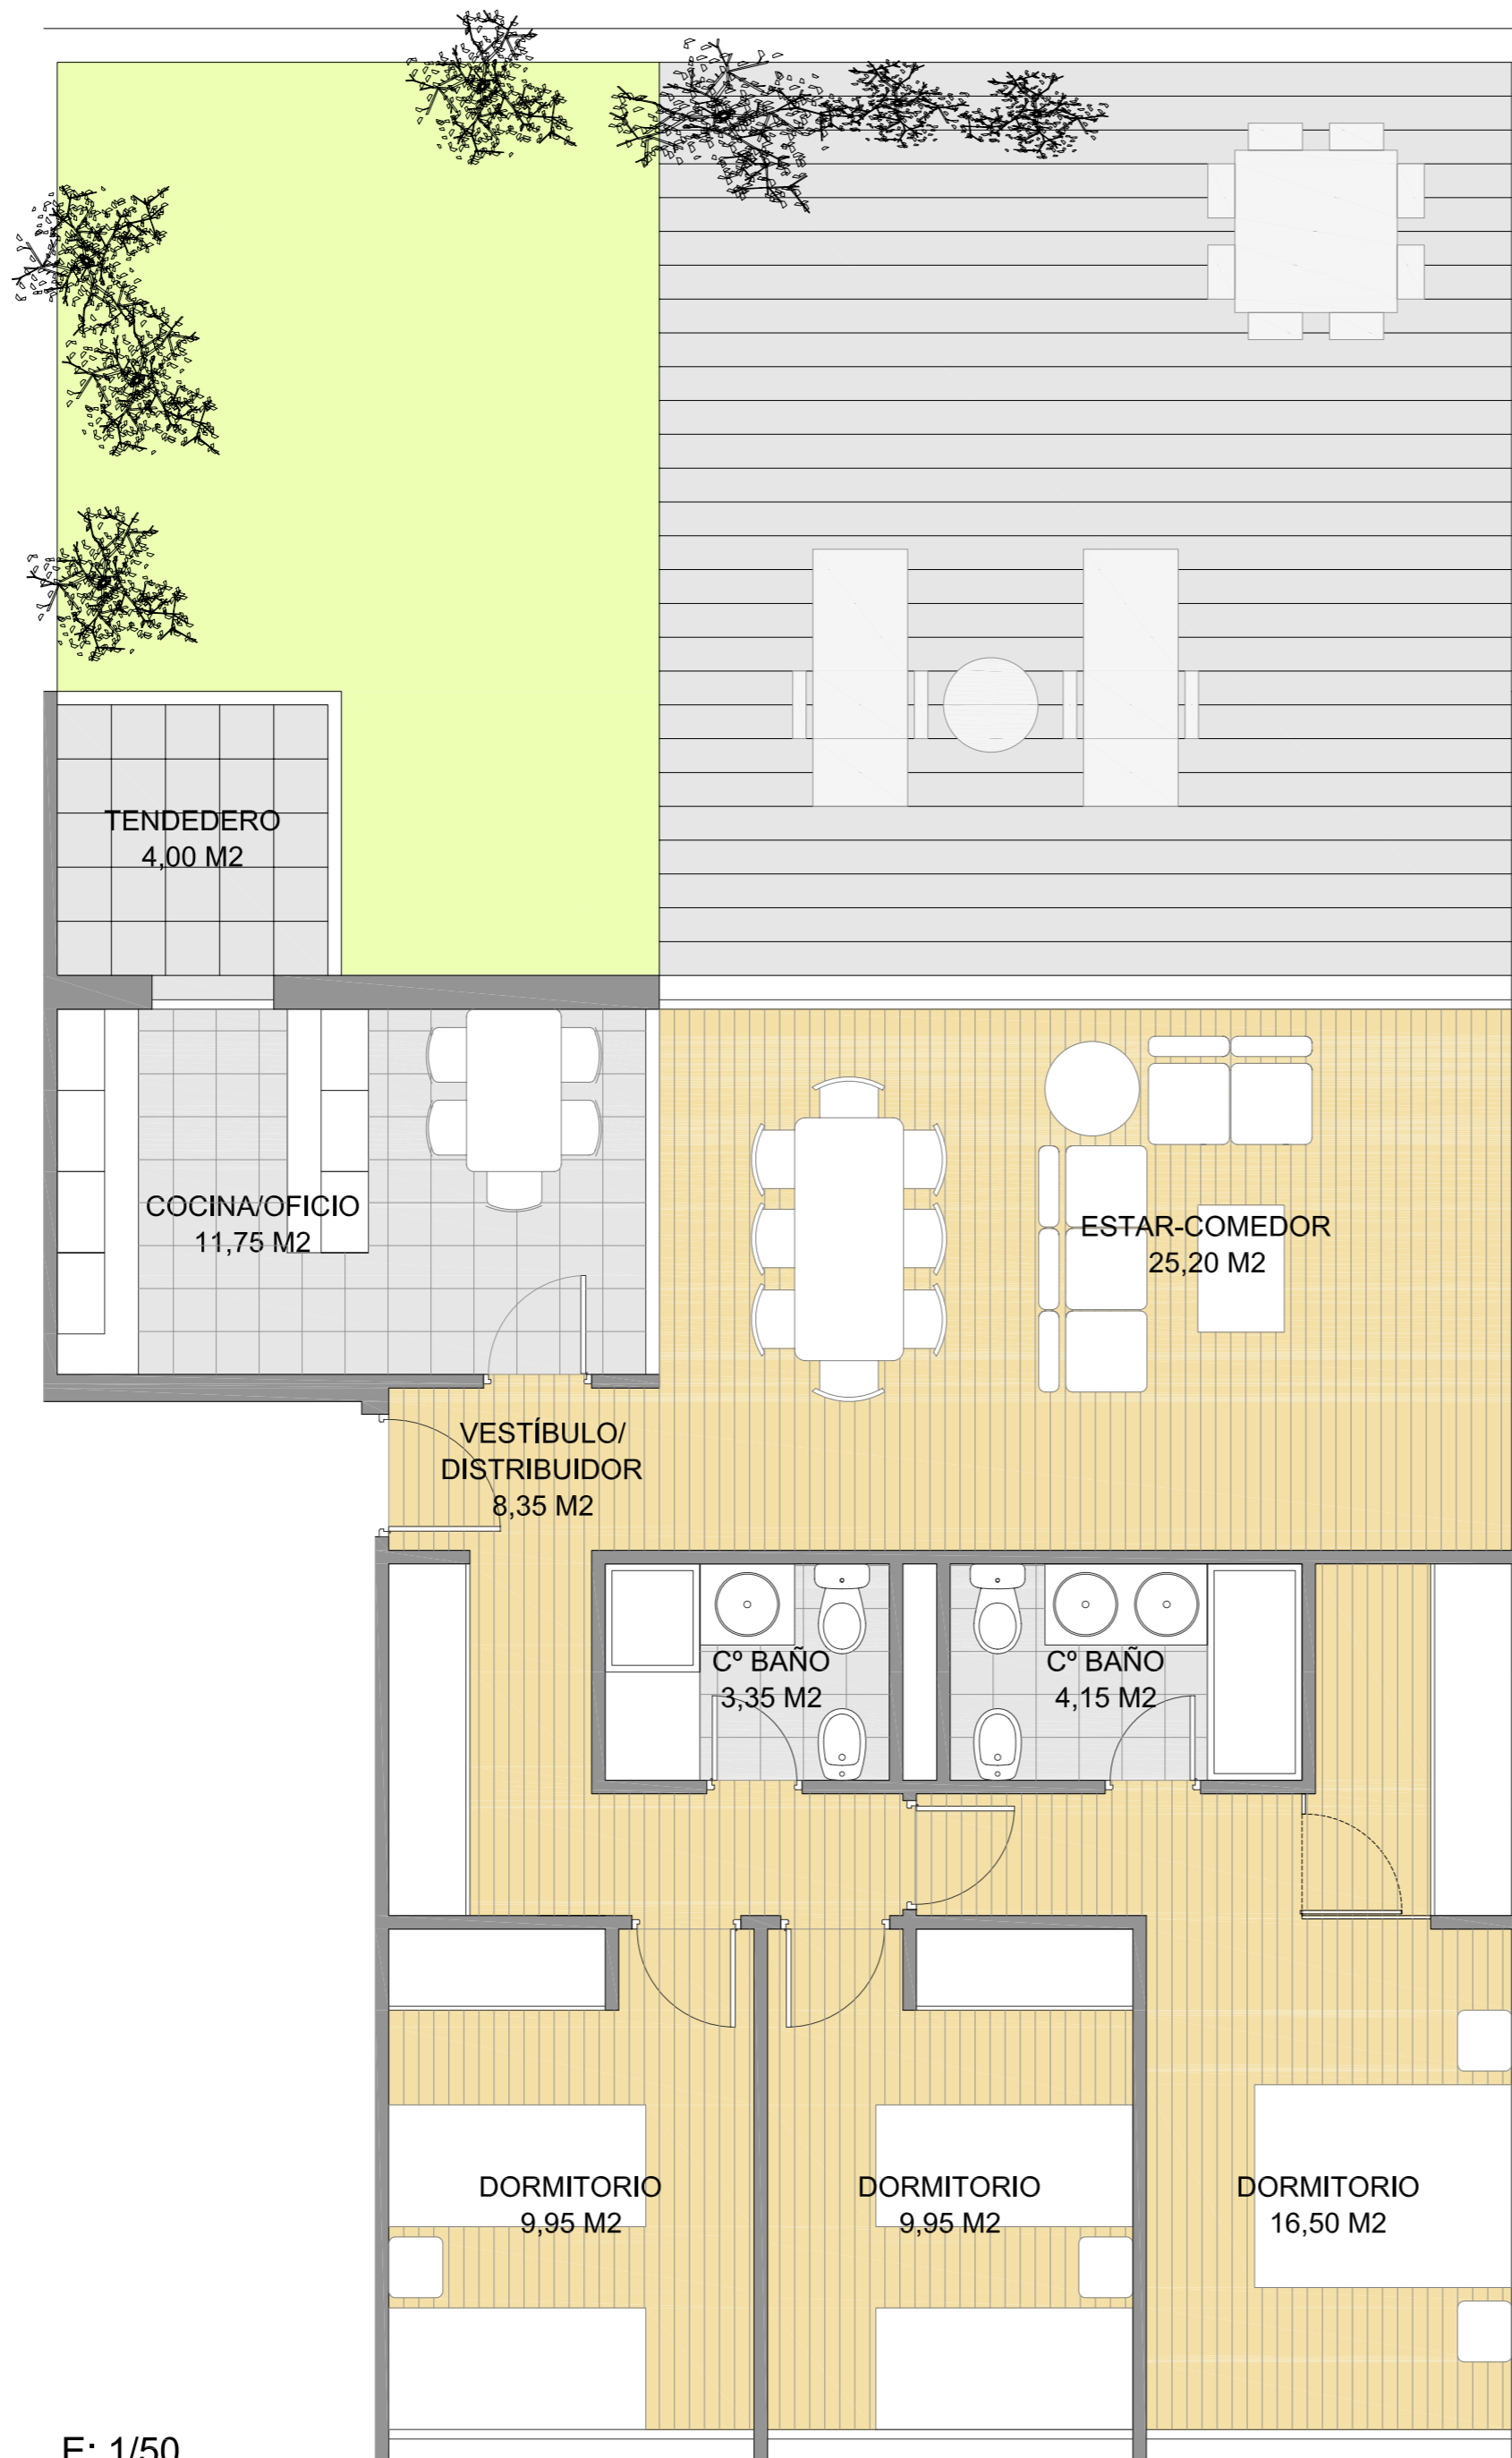 TENDEDERO
4,00 M2
COCINA/OFICIO
11,75 M2
ESTAR-COMEDOR
25,20 M2
VESTÍBULO/
DISTRIBUIDOR
8,35 M2
Cº BAÑO
3,35 M2
Cº BAÑO
4,15 M2
DORMITORIO
9,95 M2
DORMITORIO
9,95 M2
DORMITORIO
16,50 M2
E: 1/50